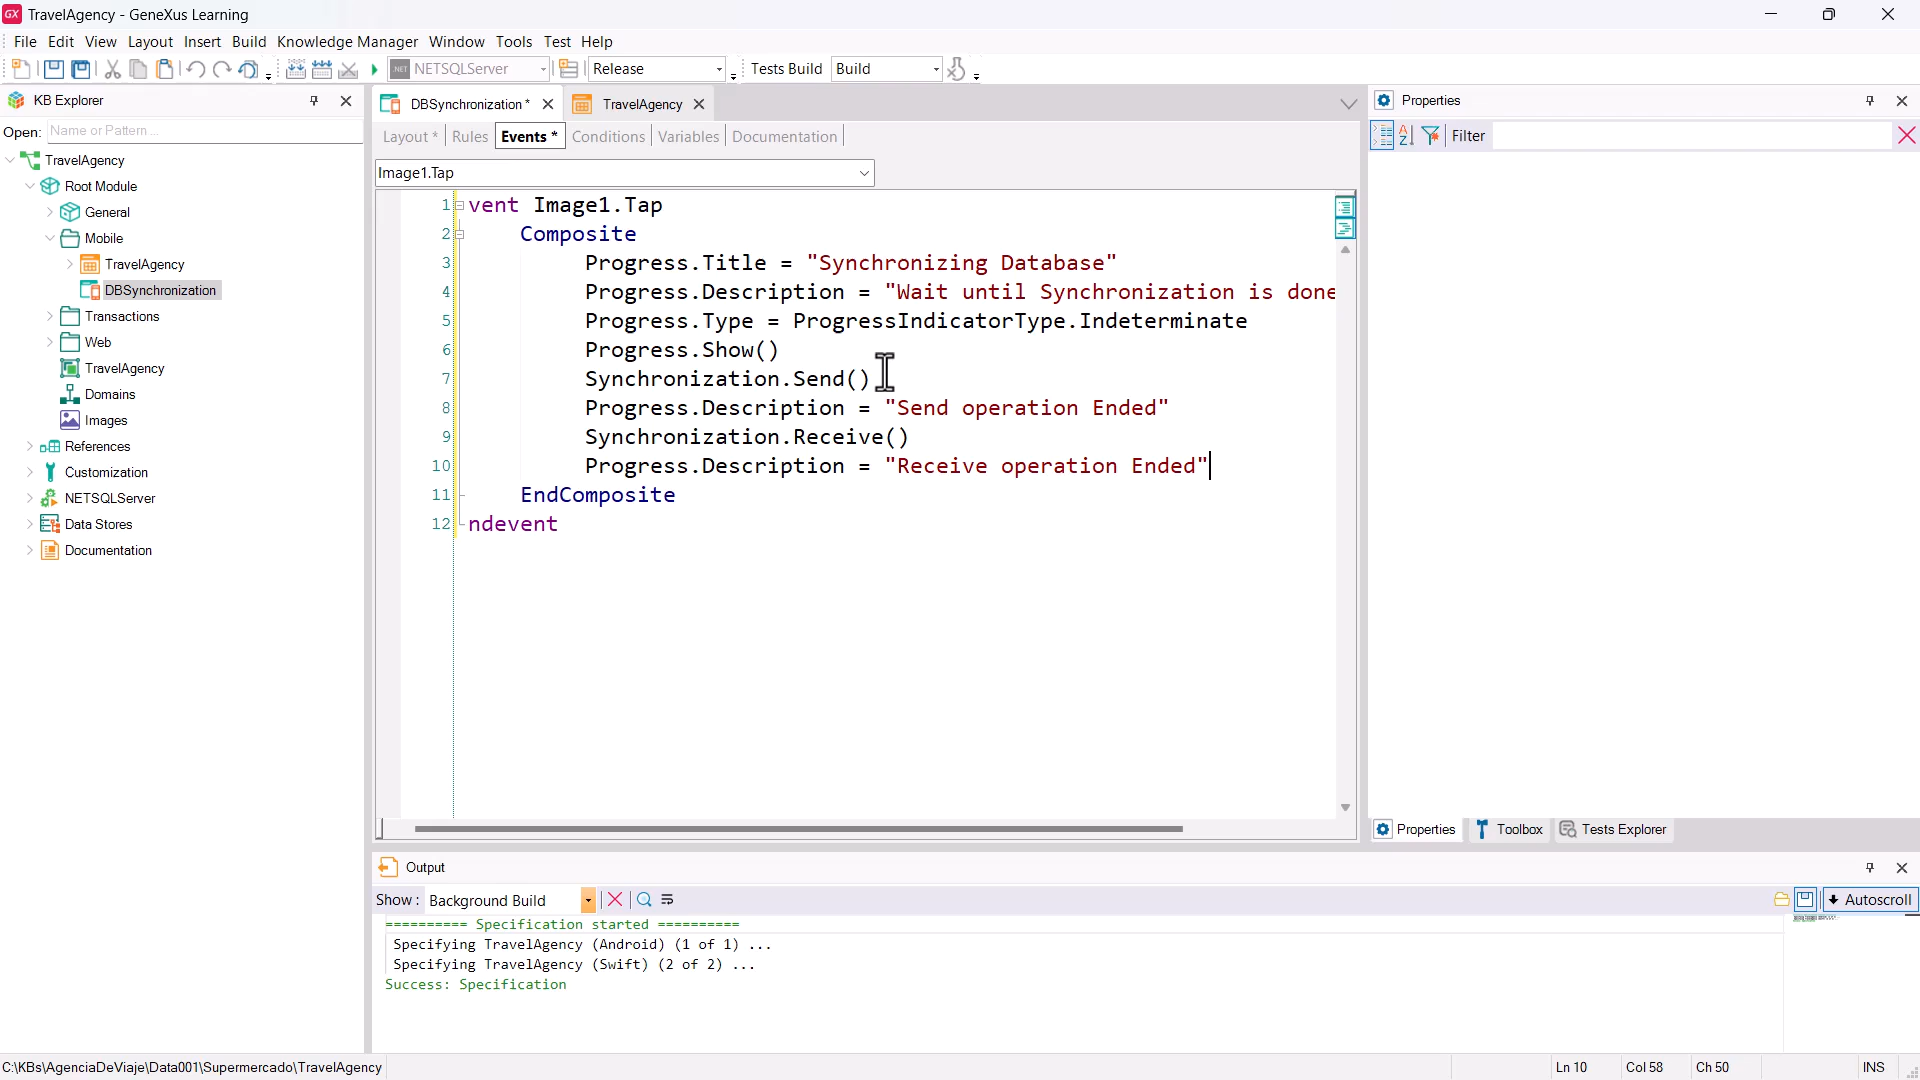 GX TravelAgency - GeneXus Learning
File Edit View Layout Insert Build Knowledge Manager Window Tools Test Help
NETSQLServer Release Tests Build Build
KB Explorer
Open: Name or Pattern ...
TravelAgency
Root Module
General
Mobile
TravelAgency
DBSynchronization
Transactions
Web
TravelAgency
Domains
Images
References
Customization
NETSQLServer
Data Stores
Documentation
DBSynchronization * TravelAgency
Layout * Rules Events * Conditions Variables Documentation
Image1.Tap
1 vent Image1.Tap
2 Composite
3 Progress.Title = "Synchronizing Database"
4 Progress.Description = "Wait until Synchronization is done
5 Progress.Type = ProgressIndicatorType.Indeterminate
6 Progress.Show()
7 Synchronization.Send()
8 Progress.Description = "Send operation Ended"
9 Synchronization.Receive()
10 Progress.Description = "Receive operation Ended"
11 EndComposite
12 ndevent
Properties
Filter
Properties Toolbox Tests Explorer
Output
Show: Background Build Autoscroll
========== Specification started ==========
Specifying TravelAgency (Android) (1 of 1) ...
Specifying TravelAgency (Swift) (2 of 2) ...
Success: Specification
C:\KBs\AgenciaDeViaje\Data001\Supermercado\TravelAgency Ln 10 Col 58 Ch 50 INS